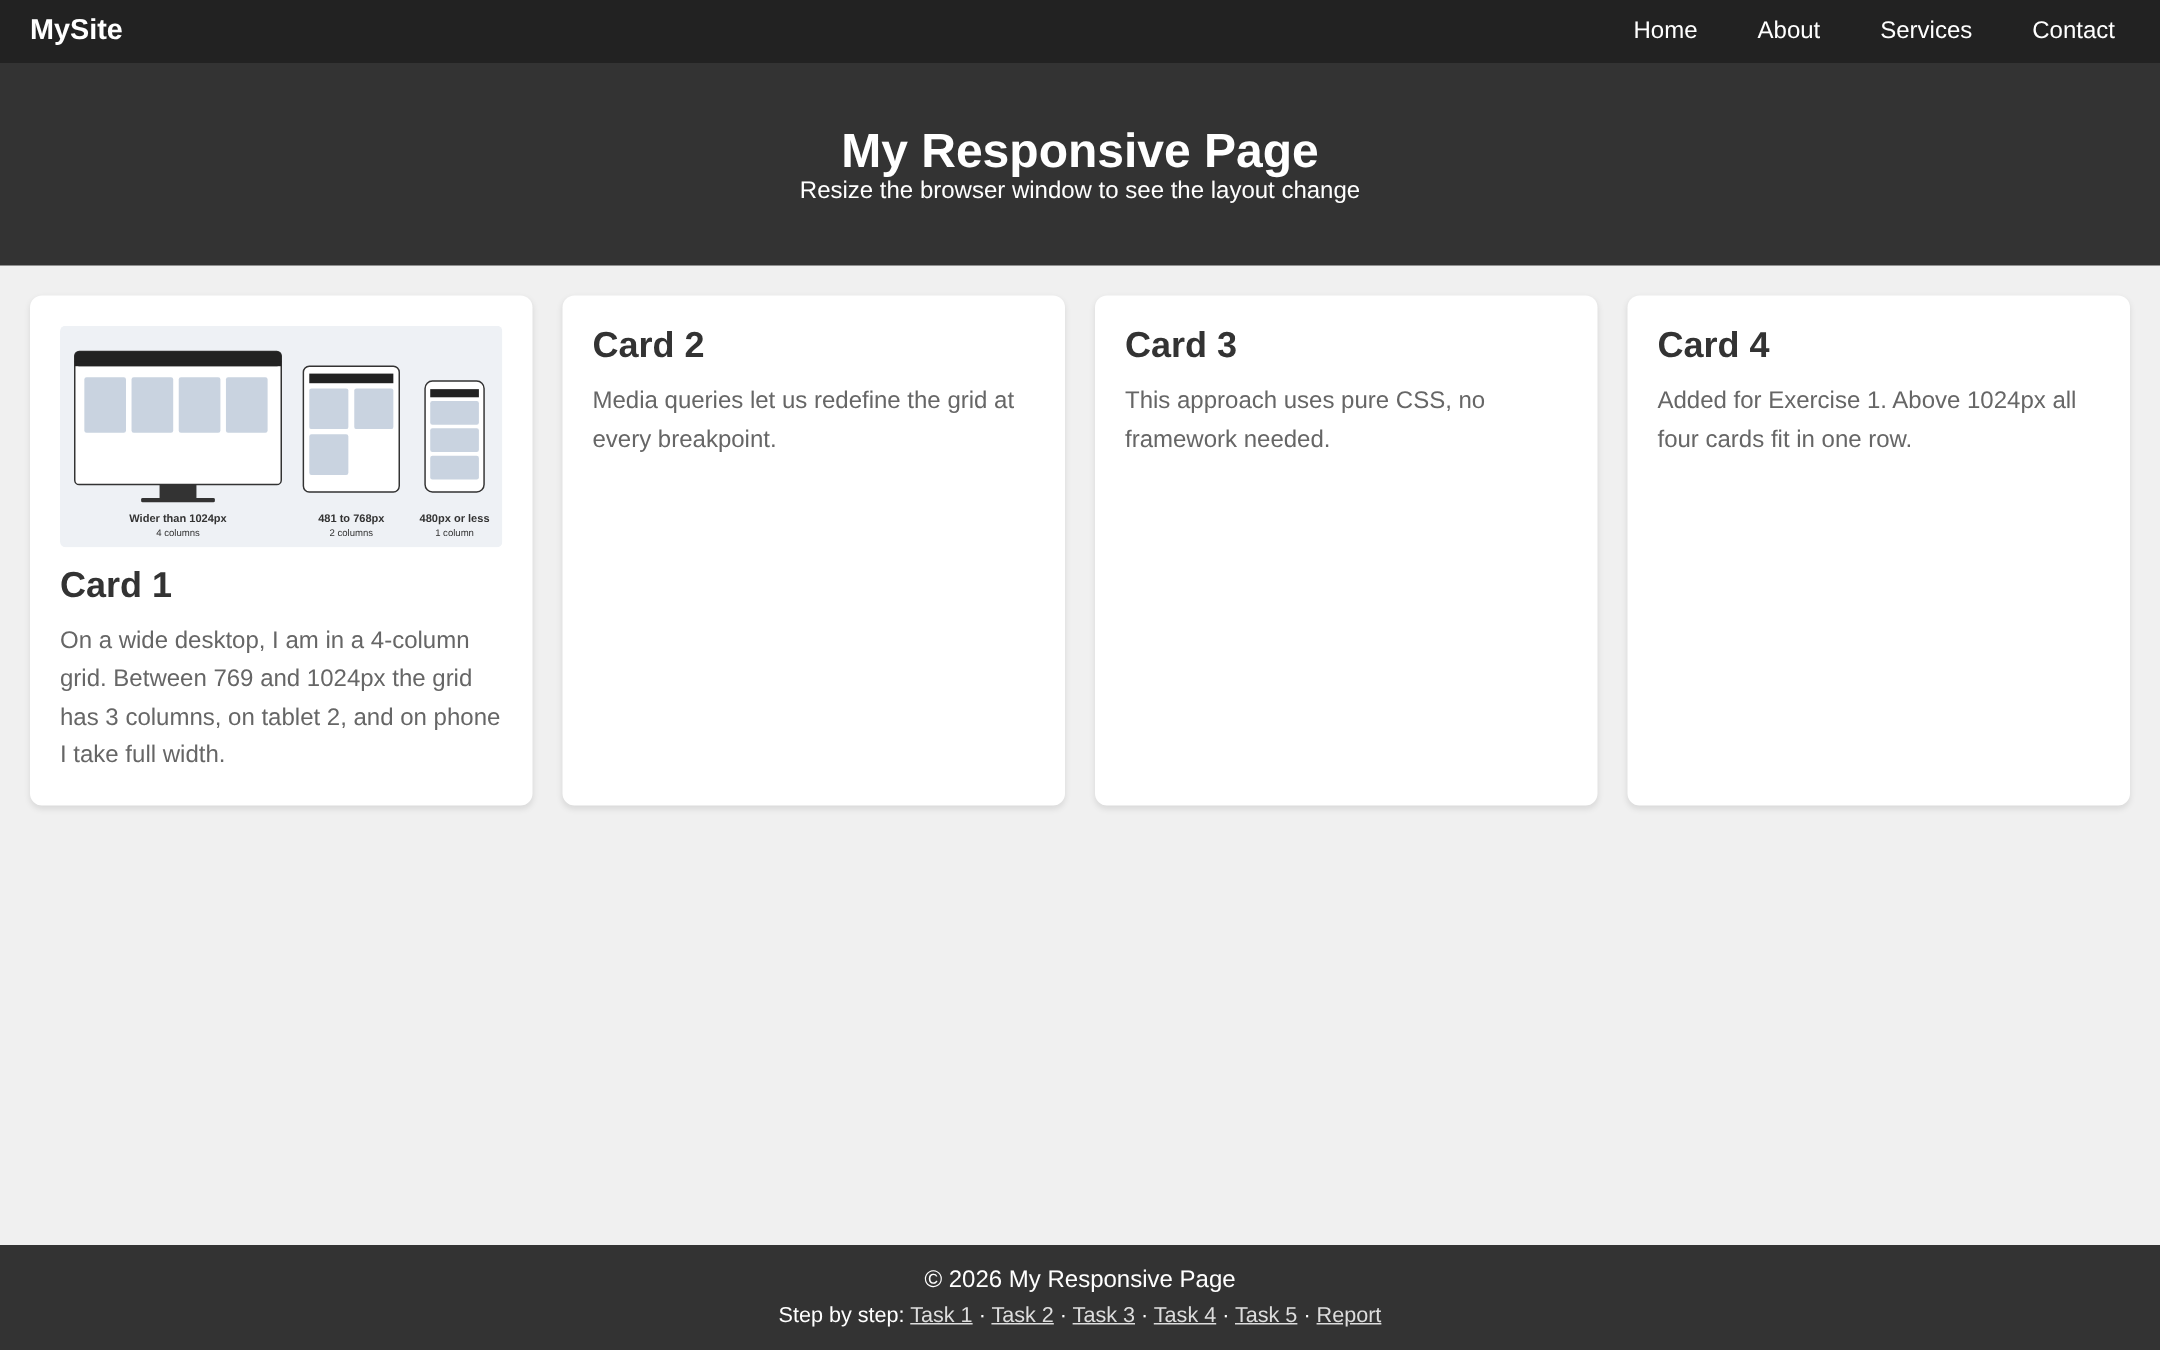 MySite
Home About Services Contact
My Responsive Page
Resize the browser window to see the layout change
Wider than 1024px
4 columns
481 to 768px
2 columns
480px or less
1 column
Card 1
On a wide desktop, I am in a 4-column
grid. Between 769 and 1024px the grid
has 3 columns, on tablet 2, and on phone
I take full width.
Card 2
Media queries let us redefine the grid at
every breakpoint.
Card 3
This approach uses pure CSS, no
framework needed.
Card 4
Added for Exercise 1. Above 1024px all
four cards fit in one row.
© 2026 My Responsive Page
Step by step: Task 1 · Task 2 · Task 3 · Task 4 · Task 5 · Report